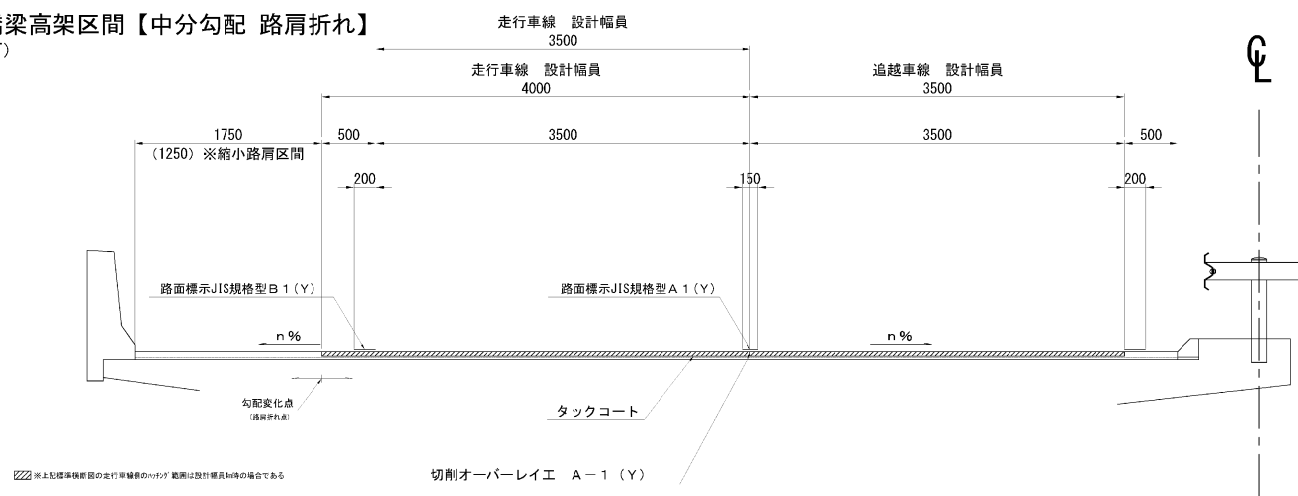 橋梁高架区間【中分勾配 路肩折れ】
走行車線 設計幅員
3500
走行車線 設計幅員
4000
追越車線 設計幅員
3500
1750
500
3500
3500
500
(1250) ※縮小路肩区間
200
150
200
CL
路面標示JIS規格型B1(Y)
路面標示JIS規格型A1(Y)
n%
n%
勾配変化点
(路肩折れ点)
タックコート
切削オーバーレイエ A-1 (Y)
※上記標準横断図の走行車線側のハッチング範囲は設計幅員4m時の場合である